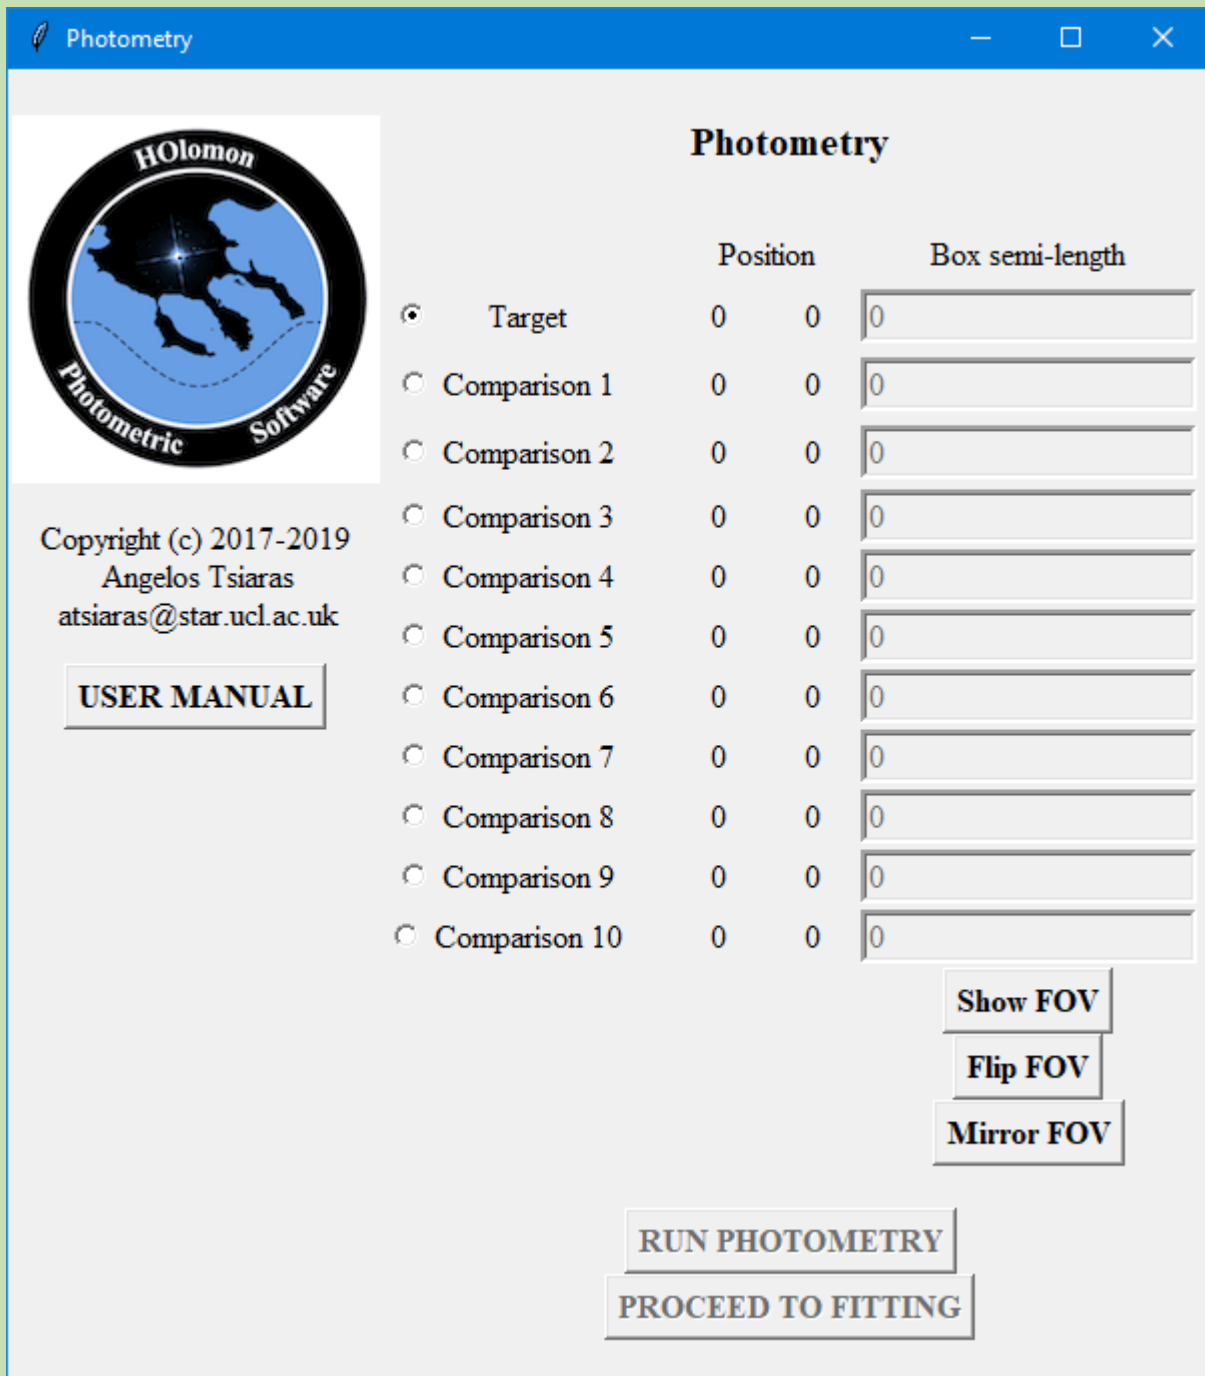 Photometry
HOlomon
Photometric Software
Copyright (c) 2017-2019
Angelos Tsiaras
atsiaras@star.ucl.ac.uk
USER MANUAL
Photometry
Position Box semi-length
Target 0 0 0
Comparison 1 0 0 0
Comparison 2 0 0 0
Comparison 3 0 0 0
Comparison 4 0 0 0
Comparison 5 0 0 0
Comparison 6 0 0 0
Comparison 7 0 0 0
Comparison 8 0 0 0
Comparison 9 0 0 0
Comparison 10 0 0 0
Show FOV
Flip FOV
Mirror FOV
RUN PHOTOMETRY
PROCEED TO FITTING